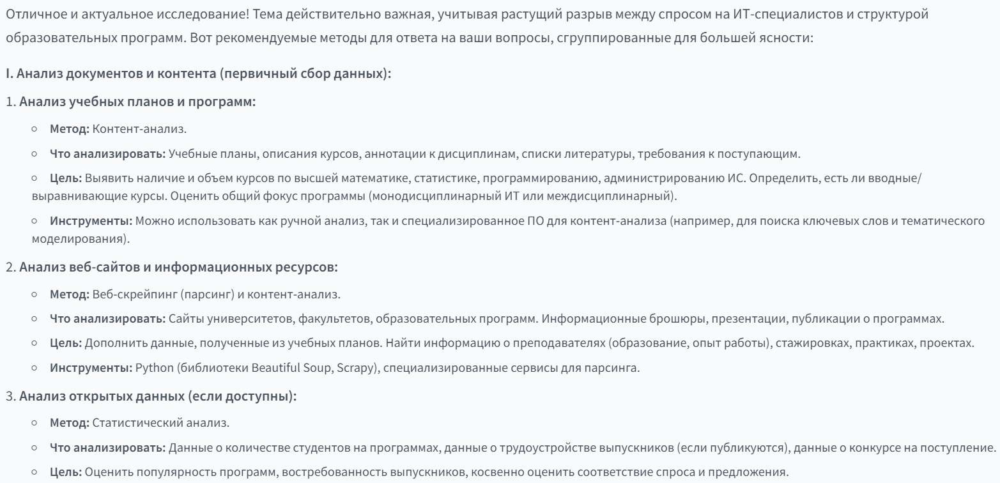 Отличное и актуальное исследование! Тема действительно важная, учитывая растущий разрыв между спросом на ИТ-специалистов и структурой
образовательных программ. Вот рекомендуемые методы для ответа на ваши вопросы, сгруппированные для большей ясности:
I. Анализ документов и контента (первичный сбор данных):
1. Анализ учебных планов и программ:
○ Метод: Контент-анализ.
○ Что анализировать: Учебные планы, описания курсов, аннотации к дисциплинам, списки литературы, требования к поступающим.
○ Цель: Выявить наличие и объем курсов по высшей математике, статистике, программированию, администрированию ИС. Определить, есть ли вводные/
выравнивающие курсы. Оценить общий фокус программы (монодисциплинарный ИТ или междисциплинарный).
○ Инструменты: Можно использовать как ручной анализ, так и специализированное ПО для контент-анализа (например, для поиска ключевых слов и тематического
моделирования).
2. Анализ веб-сайтов и информационных ресурсов:
○ Метод: Веб-скрейпинг (парсинг) и контент-анализ.
○ Что анализировать: Сайты университетов, факультетов, образовательных программ. Информационные брошюры, презентации, публикации о программах.
○ Цель: Дополнить данные, полученные из учебных планов. Найти информацию о преподавателях (образование, опыт работы), стажировках, практиках, проектах.
○ Инструменты: Python (библиотеки Beautiful Soup, Scrapy), специализированные сервисы для парсинга.
3. Анализ открытых данных (если доступны):
○ Метод: Статистический анализ.
○ Что анализировать: Данные о количестве студентов на программах, данные о трудоустройстве выпускников (если публикуются), данные о конкурсе на поступление.
○ Цель: Оценить популярность программ, востребованность выпускников, косвенно оценить соответствие спроса и предложения.